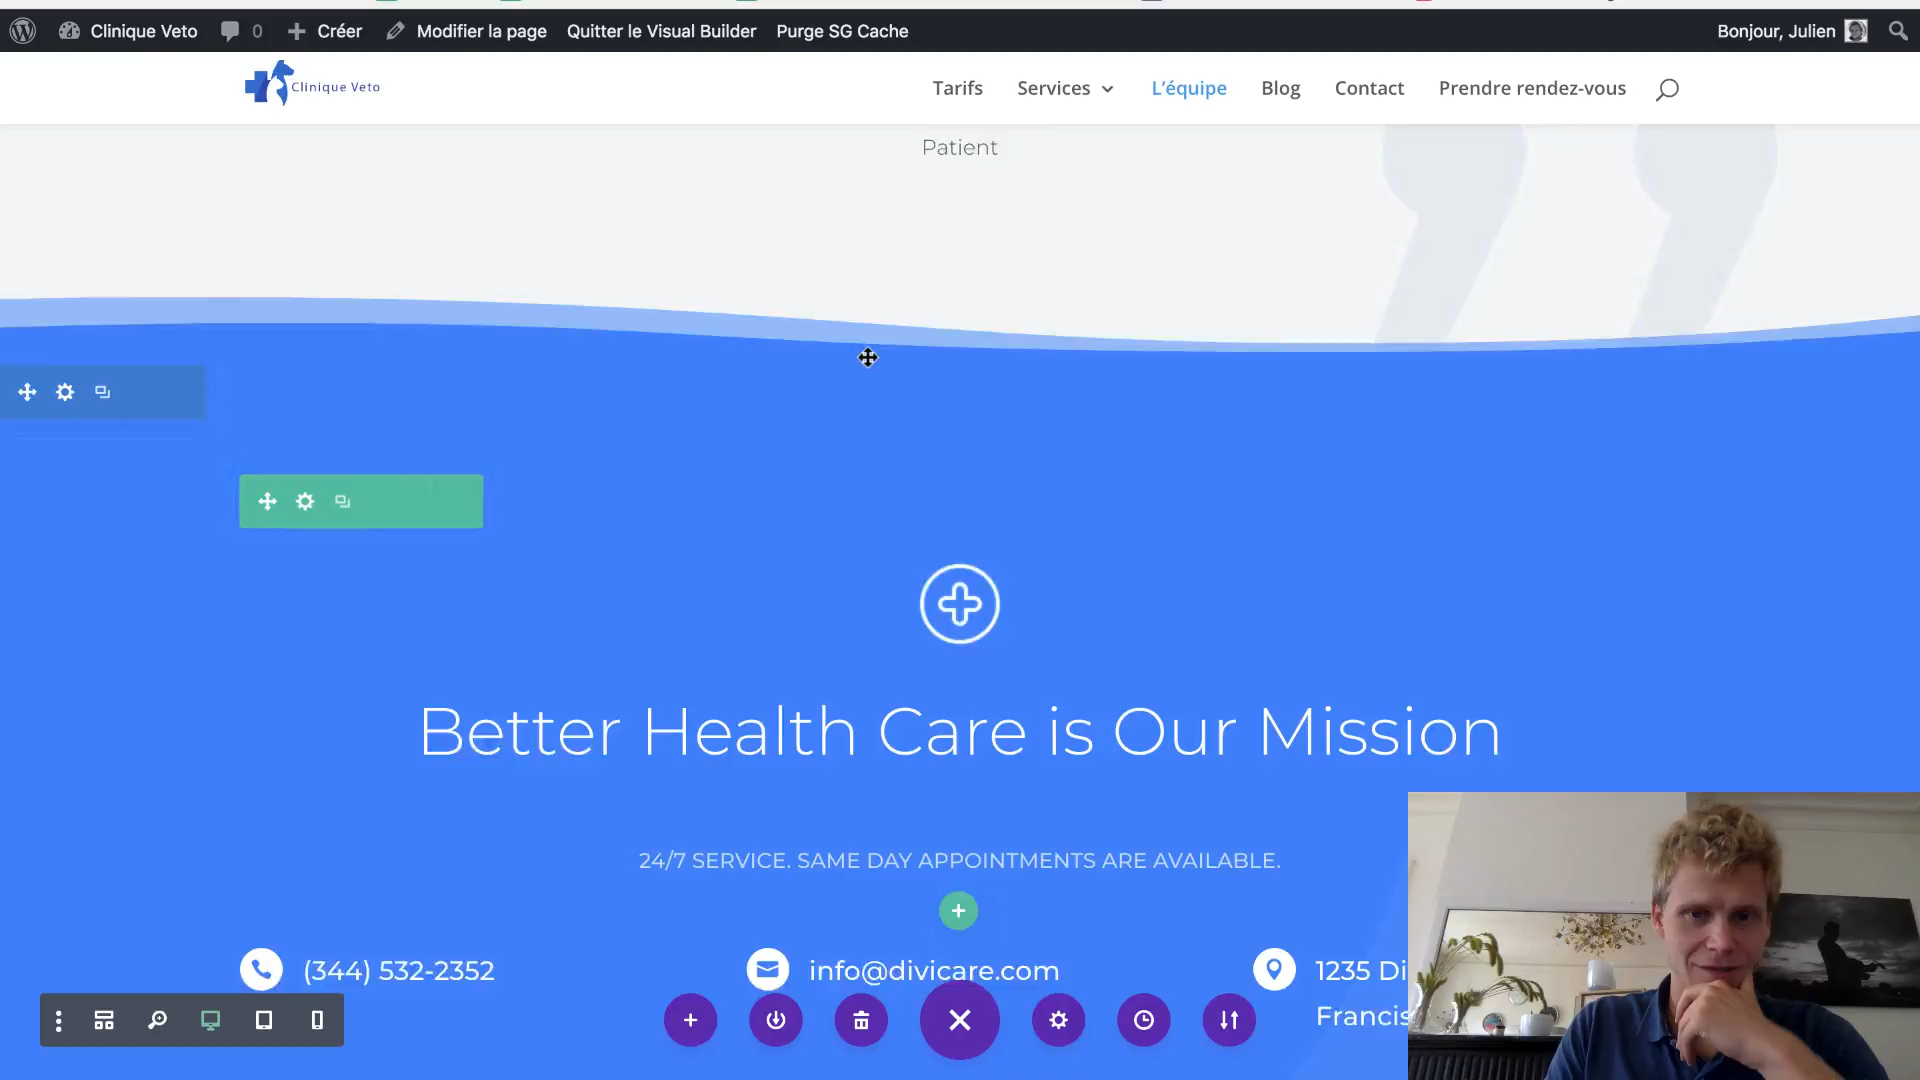 Clinique Veto 0 Créer Modifier la page Quitter le Visual Builder Purge SG Cache Bonjour, Julien
Clinique Veto Tarifs Services L'équipe Blog Contact Prendre rendez-vous
Patient
Better Health Care is Our Mission
24/7 SERVICE. SAME DAY APPOINTMENTS ARE AVAILABLE.
(344) 532-2352 info@divicare.com 1235 Di
Francis